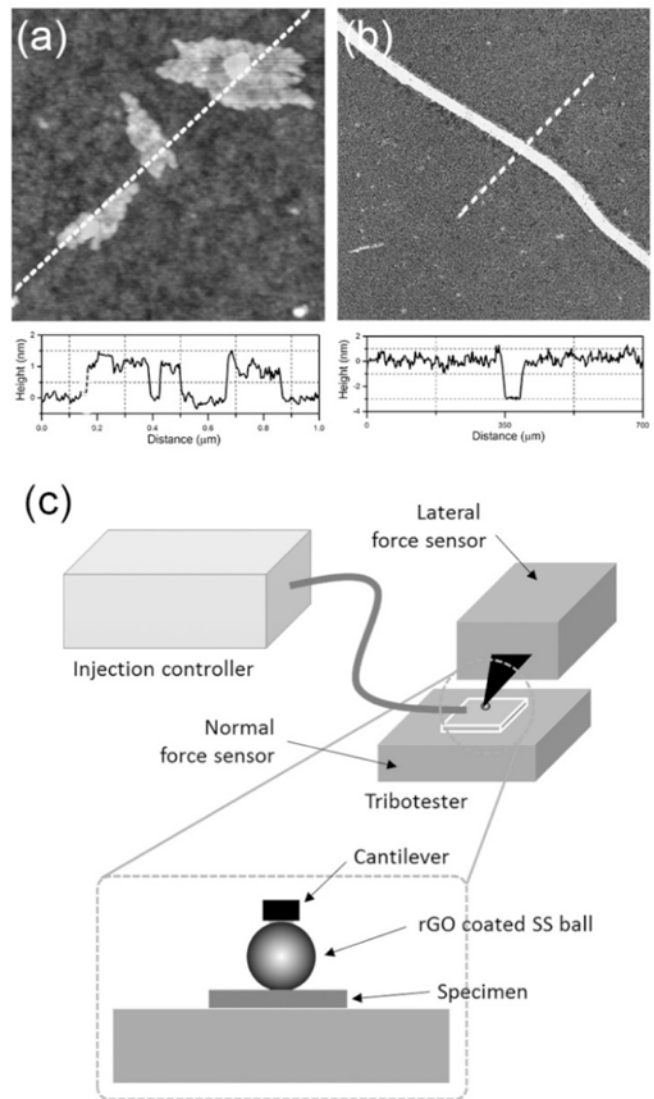 (a)
(b)
Height (nm)
2
1
0
0.0 0.2 0.4 0.6 0.8 1.0
Distance (μm)
Height (nm)
2
0
-2
-4
0 350 700
Distance (μm)
(c)
Lateral
force sensor
Injection controller
Normal
force sensor
Tribotester
Cantilever
rGO coated SS ball
Specimen